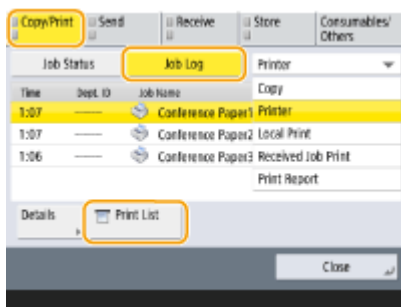 Copy/Print Send Receive Store Consumables/
Others
Job Status Job Log Printer
Time Dept. ID Job Name Copy
1:07 ------ Conference Paper1 Printer
1:07 ------ Conference Paper2 Local Print
1:06 ------ Conference Paper3 Received Job Print
Print Report
Details Print List
Close